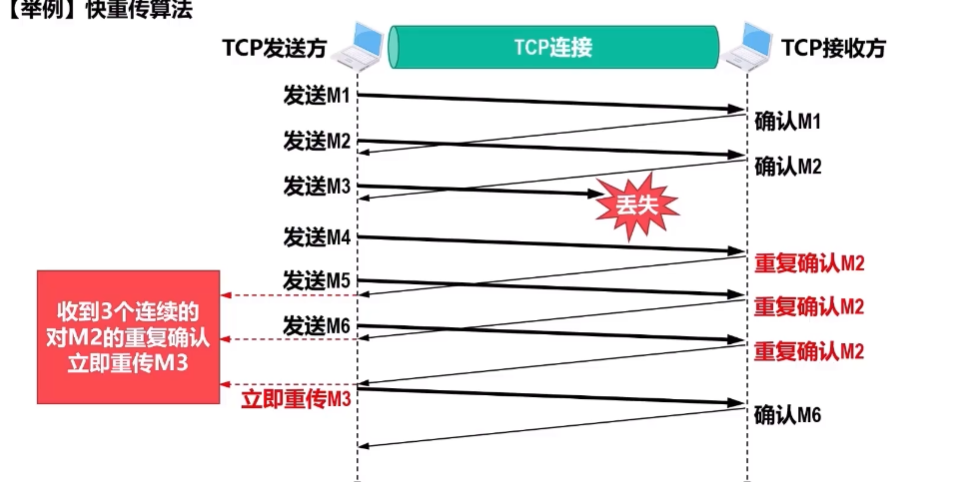 【举例】快重传算法
TCP发送方
TCP连接
TCP接收方
发送M1
确认M1
发送M2
确认M2
发送M3
丢失
发送M4
重复确认M2
发送M5
重复确认M2
收到3个连续的
对M2的重复确认
立即重传M3
发送M6
重复确认M2
立即重传M3
确认M6